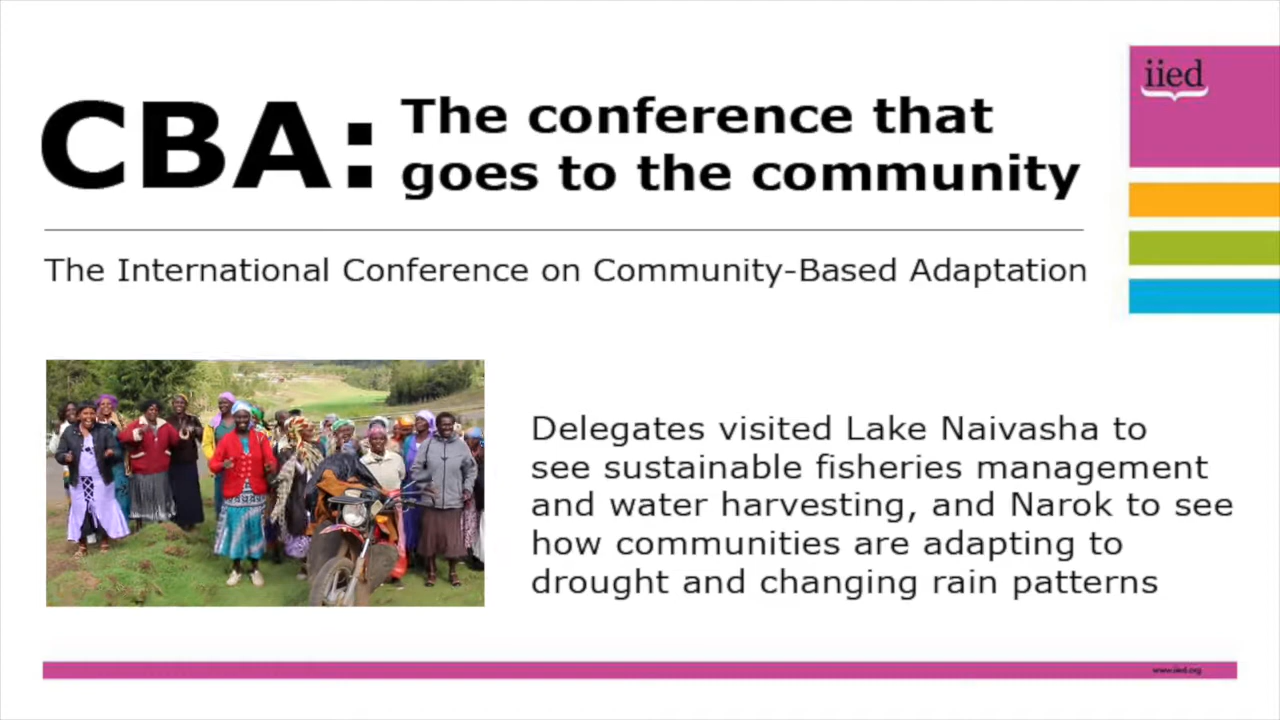 CBA: The conference that
goes to the community
iied
The International Conference on Community-Based Adaptation
Delegates visited Lake Naivasha to
see sustainable fisheries management
and water harvesting, and Narok to see
how communities are adapting to
drought and changing rain patterns
www.iied.org